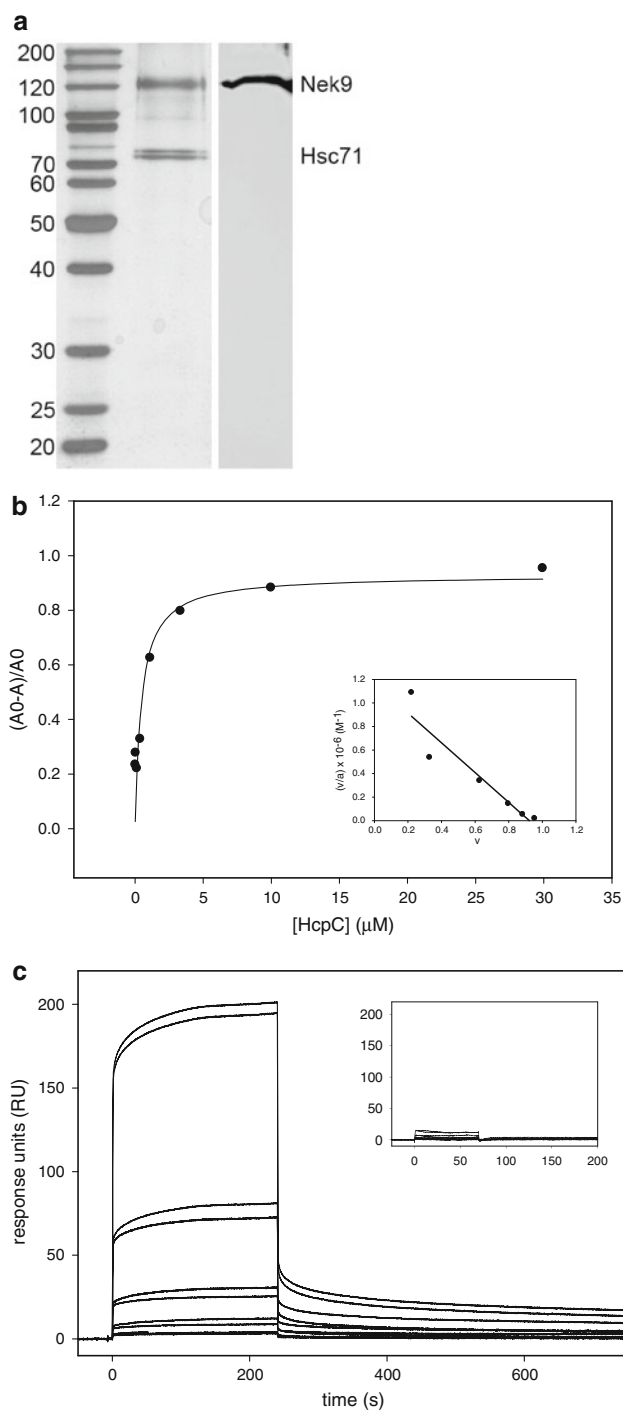 a
200
120
100
70
60
50
40
30
25
20
Nek9
Hsc71
b
1.2
1.0
0.8
0.6
0.4
0.2
0.0
(A0-A)/A0
0 5 10 15 20 25 30 35
[HcpC] (µM)
1.2
1.0
0.8
0.6
0.4
0.2
0.0
(v/a) x 10⁻⁶ (M⁻¹)
0.0 0.2 0.4 0.6 0.8 1.0 1.2
v
c
200
150
100
50
0
response units (RU)
0 200 400 600
time (s)
200
150
100
50
0
0 50 100 150 200